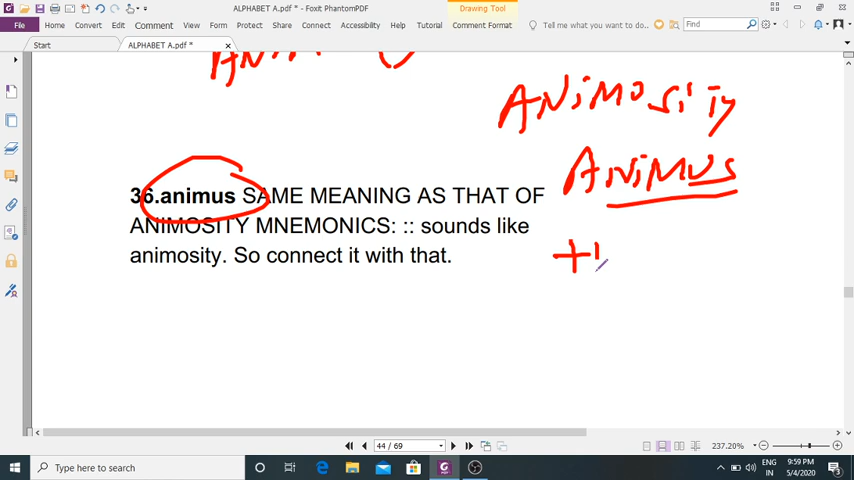 ALPHABET A.pdf * - Foxit PhantomPDF
Drawing Tool
File
Home
Convert
Edit
Comment
View
Form
Protect
Share
Connect
Accessibility
Help
Tutorial
Comment Format
Tell me what you want to do...
Find
Start
ALPHABET A.pdf *
ANIMOSITY
ANIMUS
36.animus SAME MEANING AS THAT OF
ANIMOSITY MNEMONICS: :: sounds like
animosity. So connect it with that.
44 / 69
237.20%
Type here to search
ENG
IN
9:59 PM
5/4/2020
3